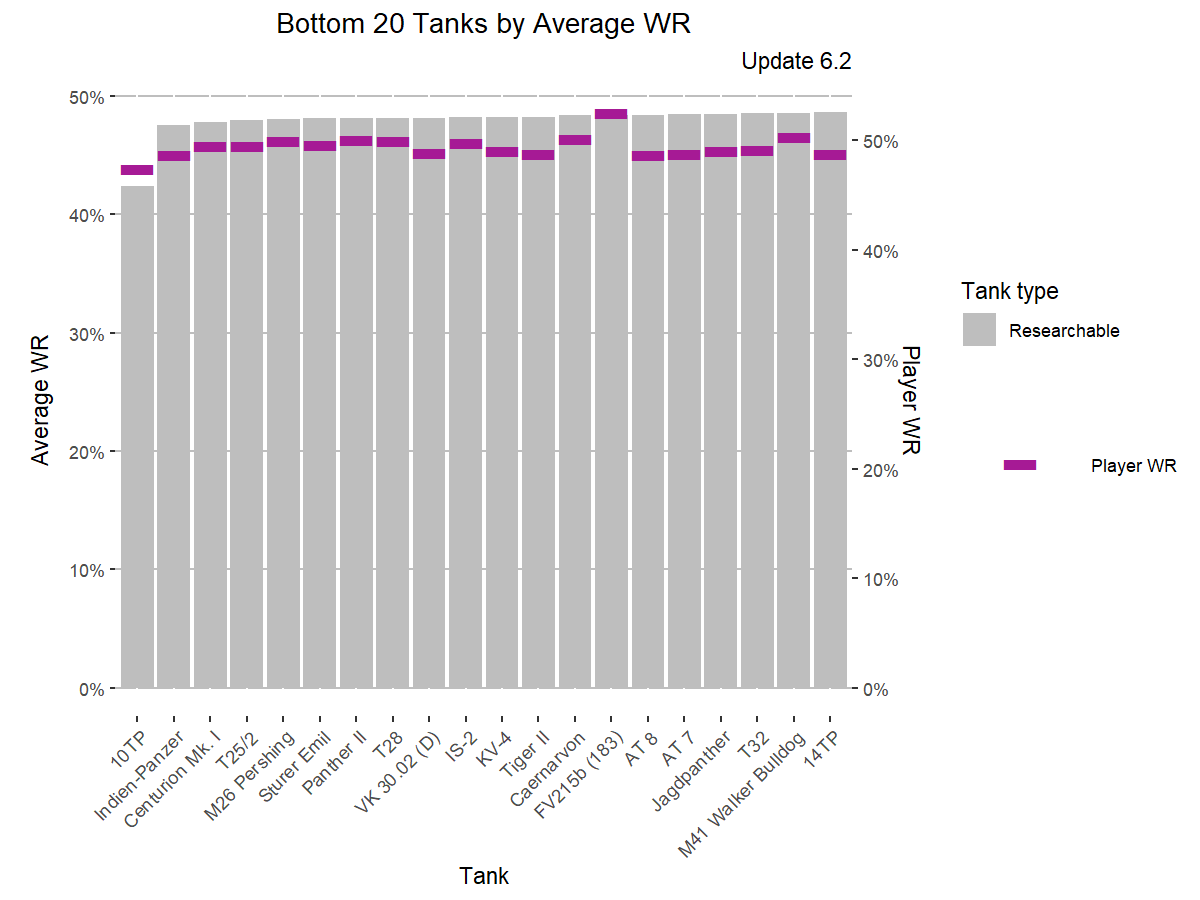 Bottom 20 Tanks by Average WR
Update 6.2
50%
40%
30%
20%
10%
0%
Average WR
50%
40%
30%
20%
10%
0%
Player WR
10TP
Indien-Panzer
Centurion Mk. I
T25/2
M26 Pershing
Sturer Emil
Panther II
T28
VK 30.02 (D)
IS-2
KV-4
Tiger II
Caernarvon
FV215b (183)
AT 8
AT 7
Jagdpanther
T32
M41 Walker Bulldog
14TP
Tank
Tank type
Researchable
Player WR